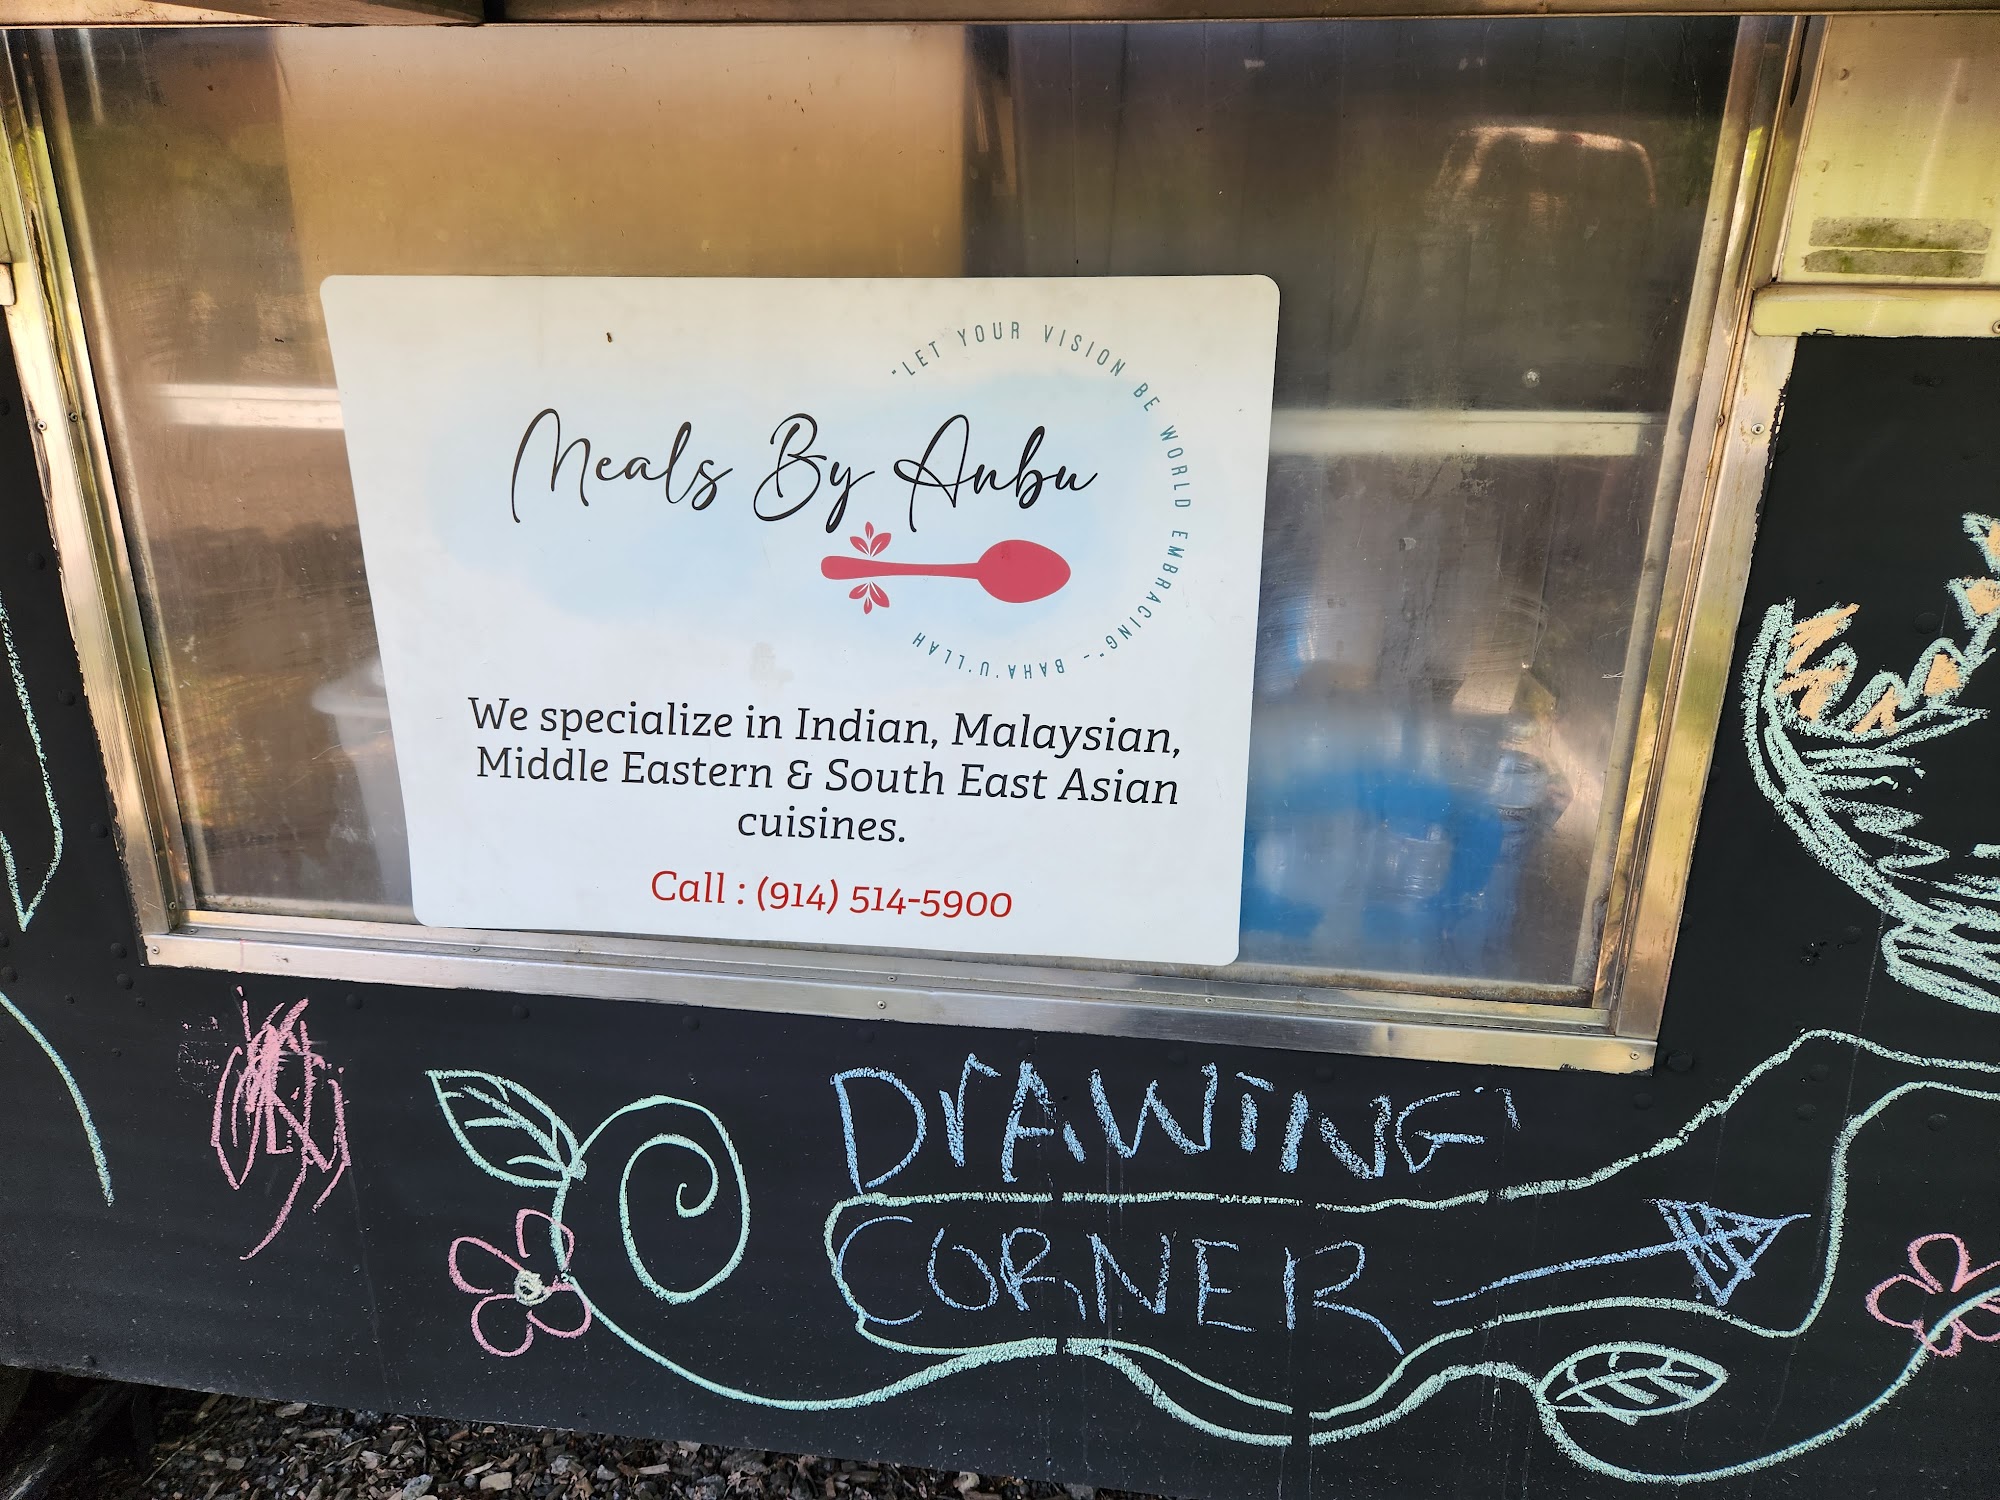 "LET YOUR VISION BE WORLD EMBRACING"- BAHA'U'LLAH
Meals By Anbu
We specialize in Indian, Malaysian,
Middle Eastern & South East Asian
cuisines.
Call : (914) 514-5900
DrAWiNG
CORNER